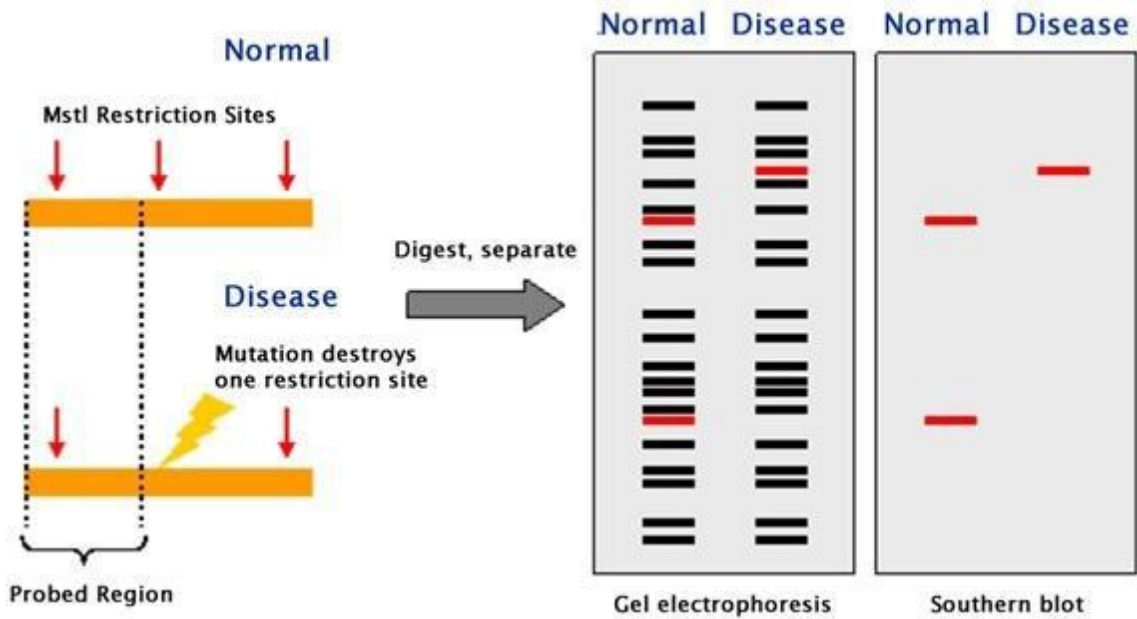 Normal
Mstl Restriction Sites
Disease
Mutation destroys
one restriction site
Probed Region
Digest, separate
Normal Disease
Gel electrophoresis
Normal Disease
Southern blot